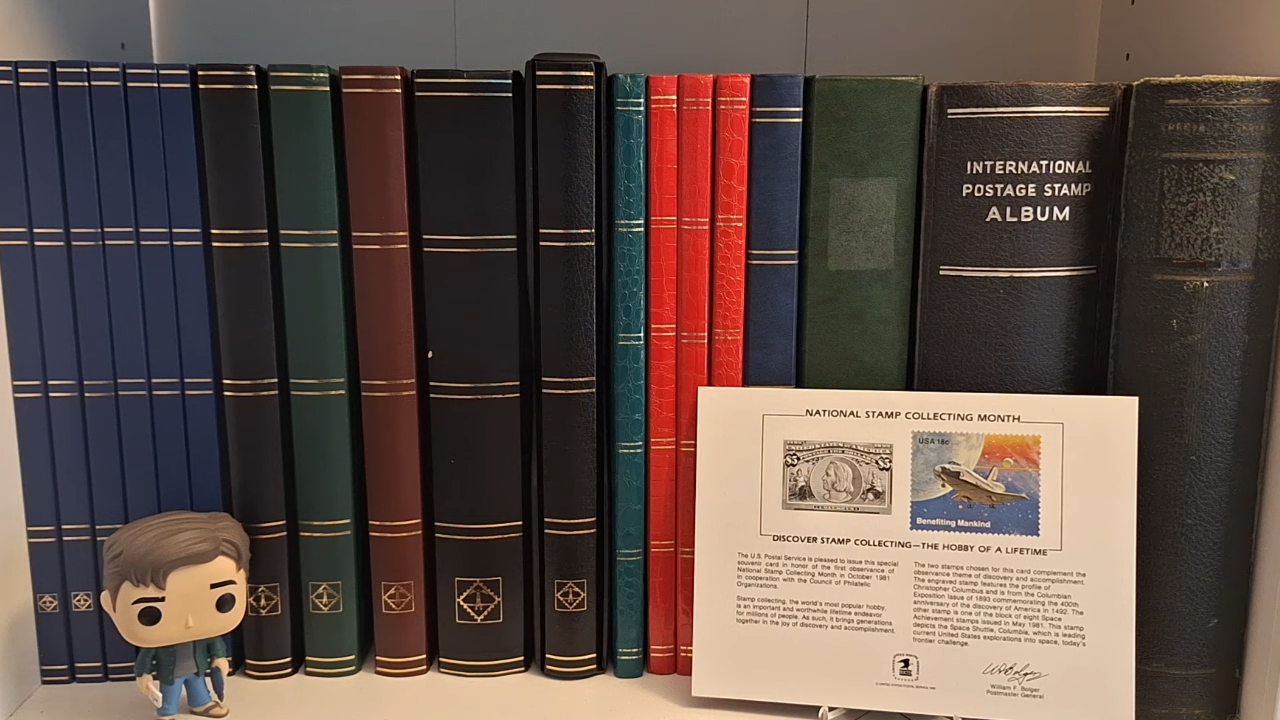 INTERNATIONAL
POSTAGE STAMP
ALBUM
NATIONAL STAMP COLLECTING MONTH
$5
$5
USA 18c
Benefiting Mankind
DISCOVER STAMP COLLECTING—THE HOBBY OF A LIFETIME
The U.S. Postal Service is pleased to issue this special
souvenir card in honor of the first observance of
National Stamp Collecting Month in October 1981
in cooperation with the Council of Philatelic
Organizations.
Stamp collecting, the world's most popular hobby,
is an important and worthwhile lifetime endeavor
for millions of people. As such, it brings generations
together in the joy of discovery and accomplishment.
The two stamps chosen for this card complement the
observance theme of discovery and accomplishment.
The engraved stamp features the profile of
Christopher Columbus and is from the Columbian
Exposition Issue of 1893 commemorating the 400th
anniversary of the discovery of America in 1492. The
other stamp is one of the block of eight Space
Achievement stamps issued in May 1981. This stamp
depicts the Space Shuttle, Columbia, which is leading
current United States explorations into space, today's
frontier challenge.
William F. Bolger
Postmaster General